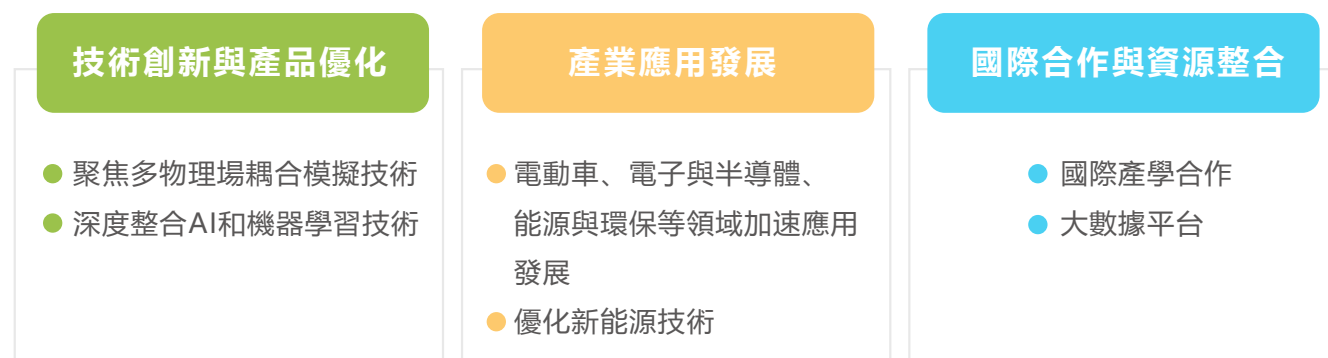 技術創新與產品優化
聚焦多物理場耦合模擬技術
深度整合AI和機器學習技術
產業應用發展
電動車、電子與半導體、
能源與環保等領域加速應用
發展
優化新能源技術
國際合作與資源整合
國際產學合作
大數據平台